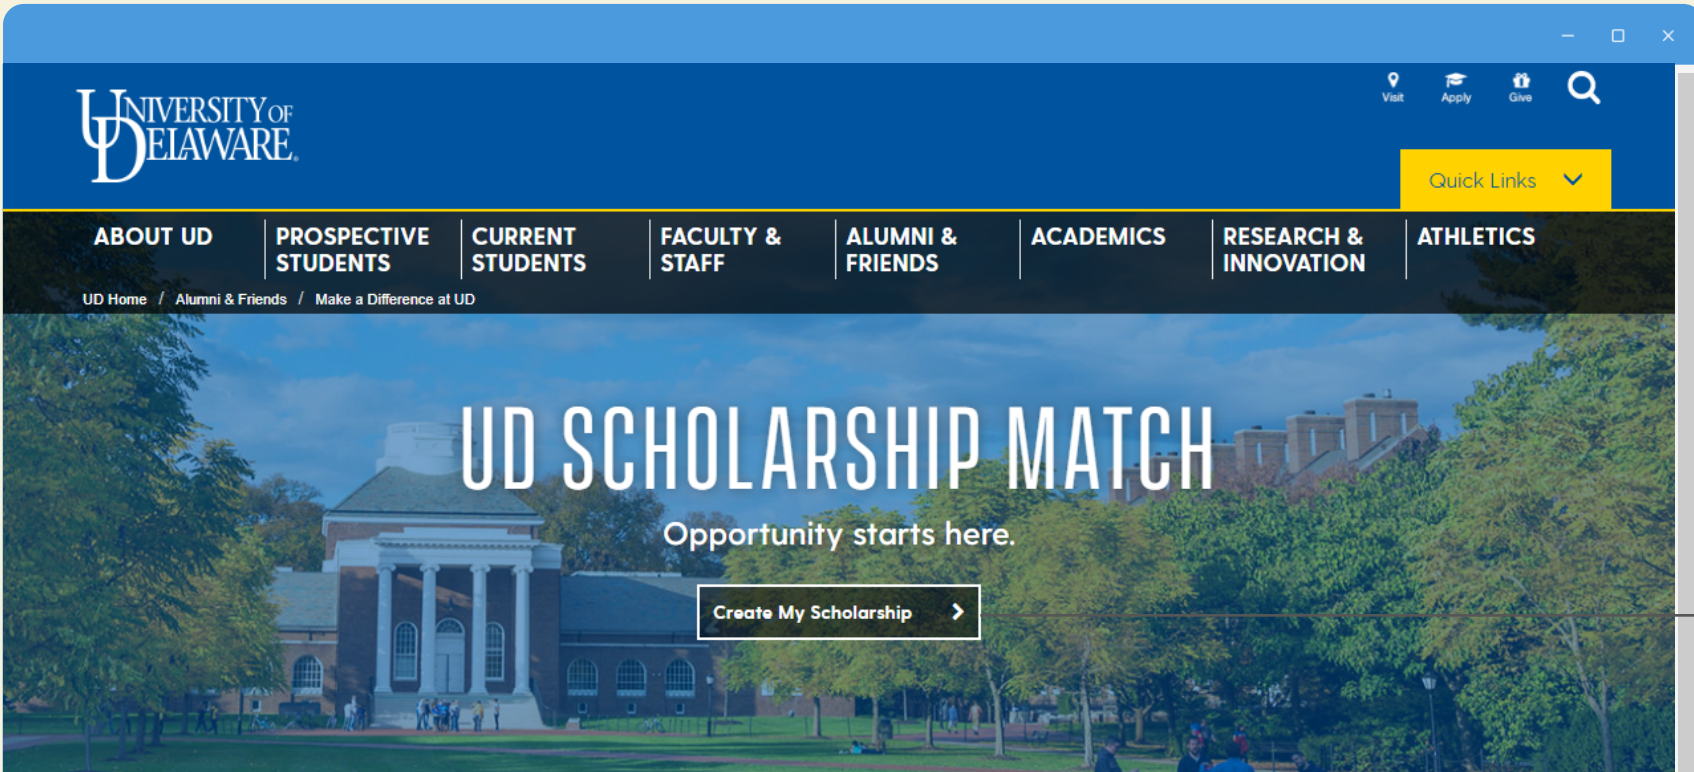 UNIVERSITY OF
DELAWARE.
Visit
Apply
Give
Quick Links
ABOUT UD
PROSPECTIVE
STUDENTS
CURRENT
STUDENTS
FACULTY &
STAFF
ALUMNI &
FRIENDS
ACADEMICS
RESEARCH &
INNOVATION
ATHLETICS
UD Home / Alumni & Friends / Make a Difference at UD
UD SCHOLARSHIP MATCH
Opportunity starts here.
Create My Scholarship